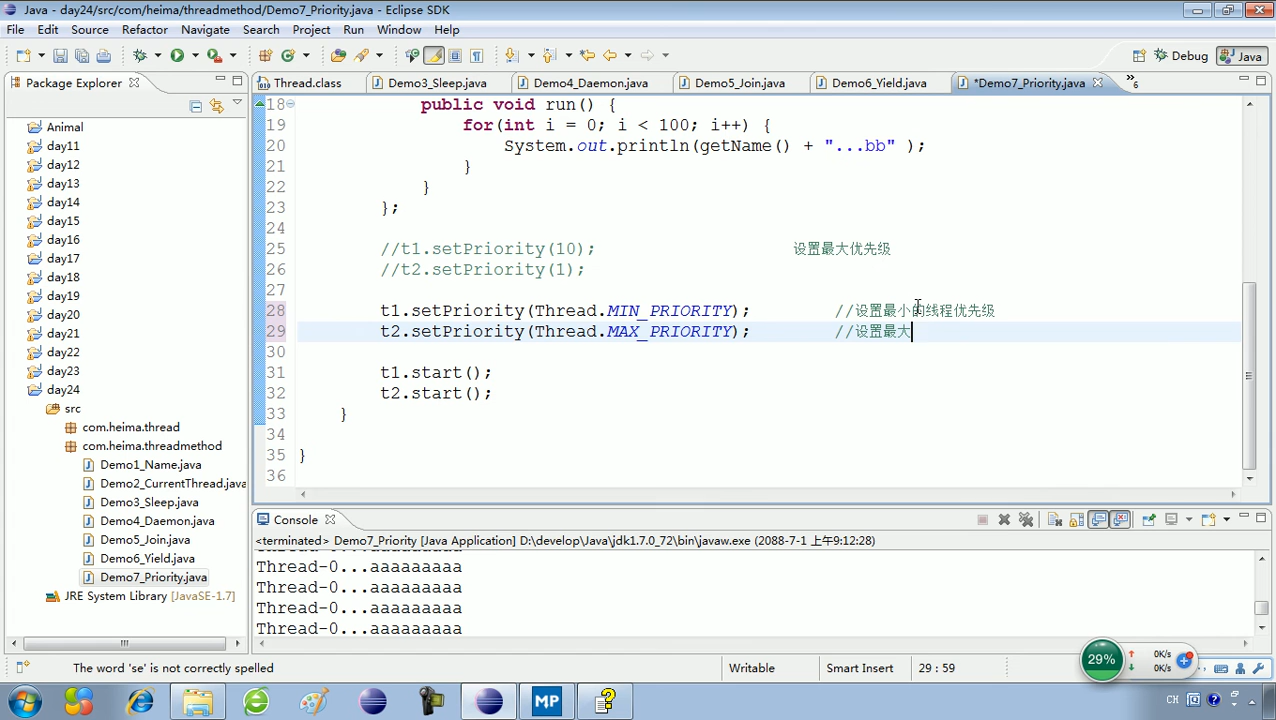 Java - day24/src/com/heima/threadmethod/Demo7_Priority.java - Eclipse SDK
File Edit Source Refactor Navigate Search Project Run Window Help
Debug Java
Package Explorer
Thread.class Demo3_Sleep.java Demo4_Daemon.java Demo5_Join.java Demo6_Yield.java *Demo7_Priority.java »6
Animal
day11
day12
day13
day14
day15
day16
day17
day18
day19
day20
day21
day22
day23
day24
src
com.heima.thread
com.heima.threadmethod
Demo1_Name.java
Demo2_CurrentThread.java
Demo3_Sleep.java
Demo4_Daemon.java
Demo5_Join.java
Demo6_Yield.java
Demo7_Priority.java
JRE System Library [JavaSE-1.7]
18 public void run() {
19 for(int i = 0; i < 100; i++) {
20 System.out.println(getName() + "...bb" );
21 }
22 }
23 };
24
25 //t1.setPriority(10); 设置最大优先级
26 //t2.setPriority(1);
27
28 t1.setPriority(Thread.MIN_PRIORITY); //设置最小的线程优先级
29 t2.setPriority(Thread.MAX_PRIORITY); //设置最大
30
31 t1.start();
32 t2.start();
33 }
34
35 }
36
Console
<terminated> Demo7_Priority [Java Application] D:\develop\Java\jdk1.7.0_72\bin\javaw.exe (2088-7-1 上午9:12:28)
Thread-0...aaaaaaaaa
Thread-0...aaaaaaaaa
Thread-0...aaaaaaaaa
Thread-0...aaaaaaaaa
The word 'se' is not correctly spelled Writable Smart Insert 29 : 59
29% 0K/s
0K/s
MP CH